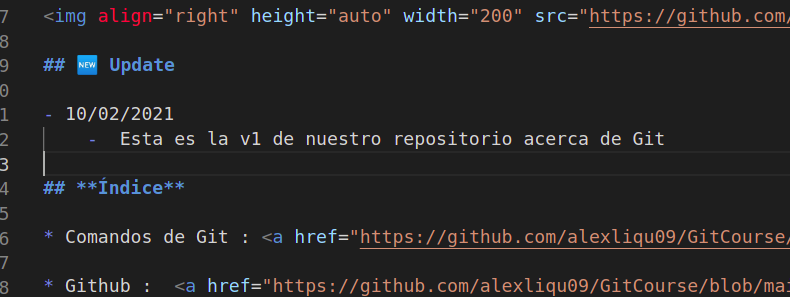 7 <img align="right" height="auto" width="200" src="https://github.com/
8
9 ## 🆕 Update
0
1 - 10/02/2021
2 - Esta es la v1 de nuestro repositorio acerca de Git
3
4 ## **Índice**
5
6 * Comandos de Git : <a href="https://github.com/alexliqu09/GitCourse/
7
8 * Github : <a href="https://github.com/alexliqu09/GitCourse/blob/mai